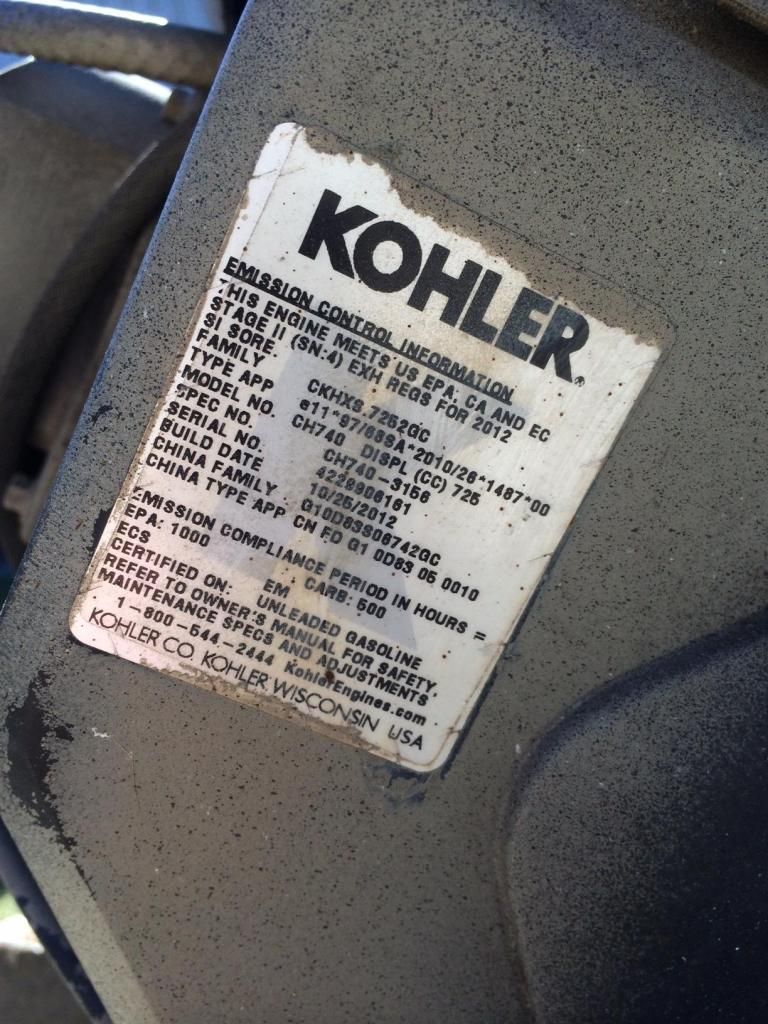 KOHLER.
EMISSION CONTROL INFORMATION
THIS ENGINE MEETS US EPA, CA AND EC
STAGE II (SN:4) EXH REGS FOR 2012
SI SORE.
FAMILY CKHXS.7252GC
TYPE APP e11*97/68SA*2010/26*1497*00
MODEL NO. CH740 DISPL (CC) 725
SPEC NO. CH740-3156
SERIAL NO. 4226906161
BUILD DATE 10/25/2012
CHINA FAMILY G10D83S06742GC
CHINA TYPE APP CN FD G1 0D83 05 0010
EMISSION COMPLIANCE PERIOD IN HOURS =
EPA: 1000 CARB: 500
ECS EM
CERTIFIED ON: UNLEADED GASOLINE
REFER TO OWNER'S MANUAL FOR SAFETY,
MAINTENANCE SPECS AND ADJUSTMENTS
1-800-544-2444 KohlerEngines.com
KOHLER CO. KOHLER WISCONSIN USA